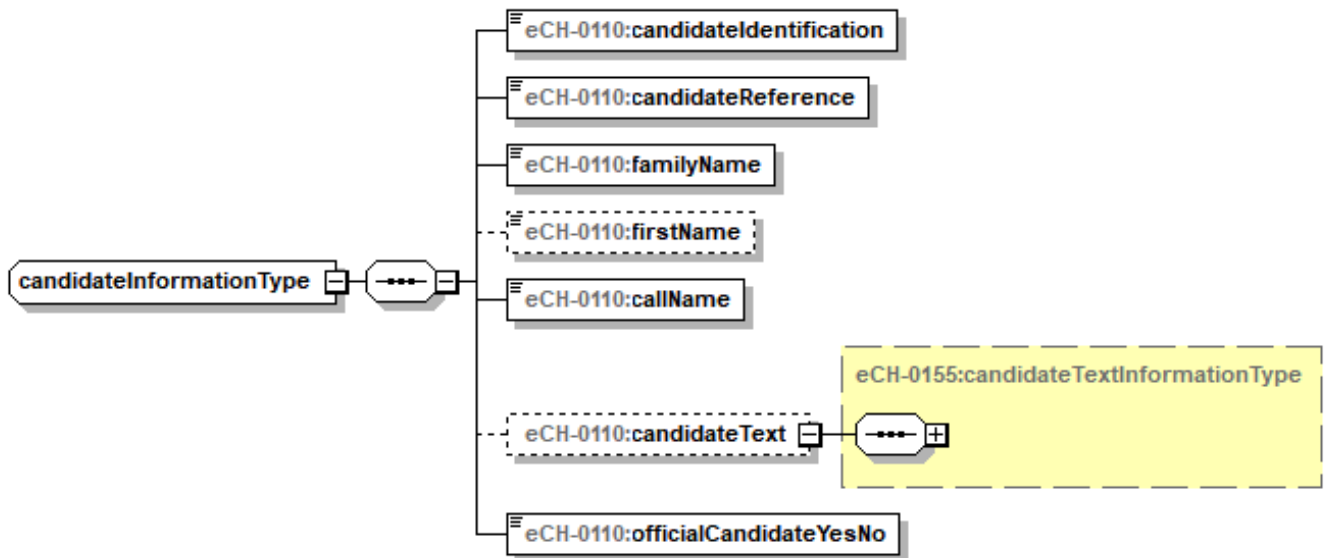 eCH-0110:candidateIdentification
eCH-0110:candidateReference
eCH-0110:familyName
eCH-0110:firstName
candidateInformationType
eCH-0110:callName
eCH-0155:candidateTextInformationType
eCH-0110:candidateText
eCH-0110:officialCandidateYesNo